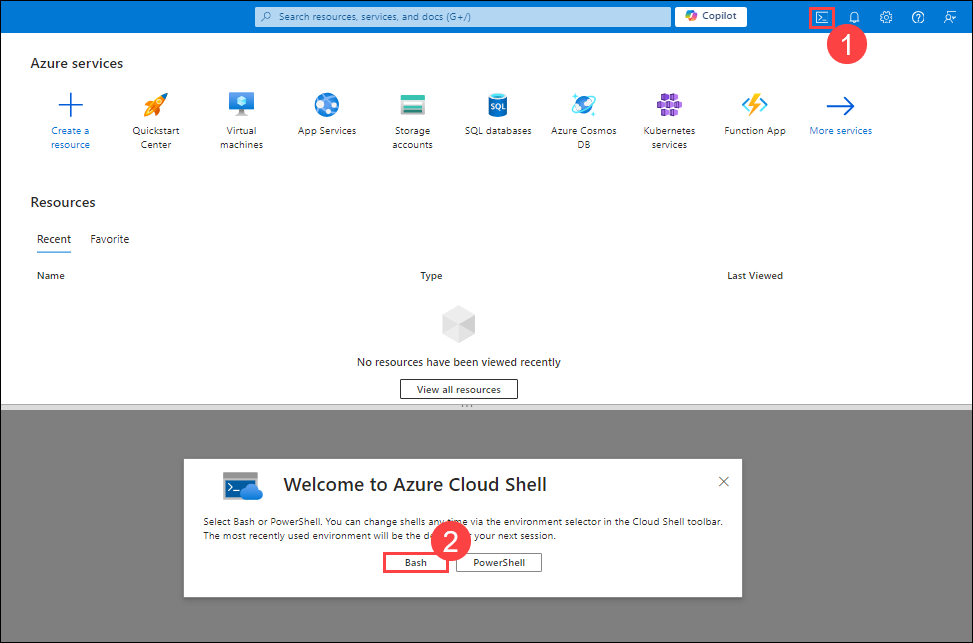 Search resources, services, and docs (G+/)
Copilot
1
Azure services
Create a
resource
Quickstart
Center
Virtual
machines
App Services
Storage
accounts
SQL
SQL databases
Azure Cosmos
DB
Kubernetes
services
Function App
More services
Resources
Recent Favorite
Name Type Last Viewed
No resources have been viewed recently
View all resources
Welcome to Azure Cloud Shell
Select Bash or PowerShell. You can change shells any time via the environment selector in the Cloud Shell toolbar.
The most recently used environment will be the your next session.
2
Bash PowerShell